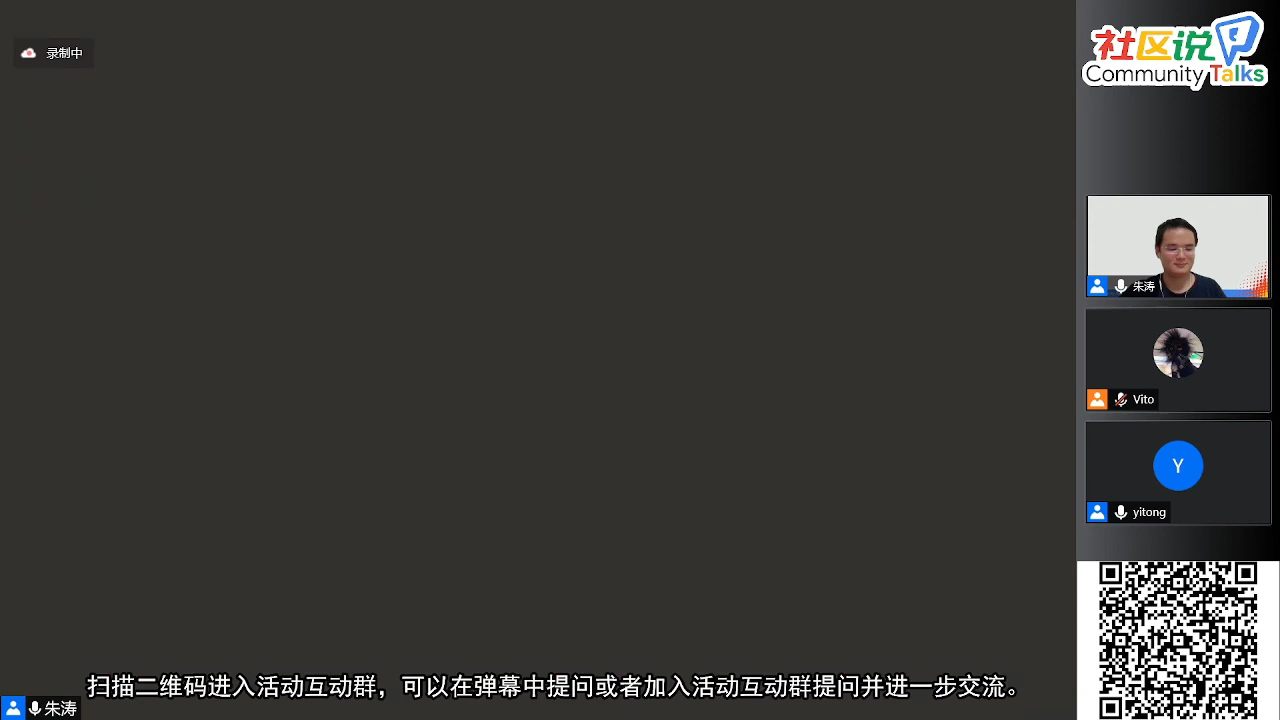 录制中
社区说
Community Talks
朱涛
Vito
Y
yitong
扫描二维码进入活动互动群，可以在弹幕中提问或者加入活动互动群提问并进一步交流。
朱涛